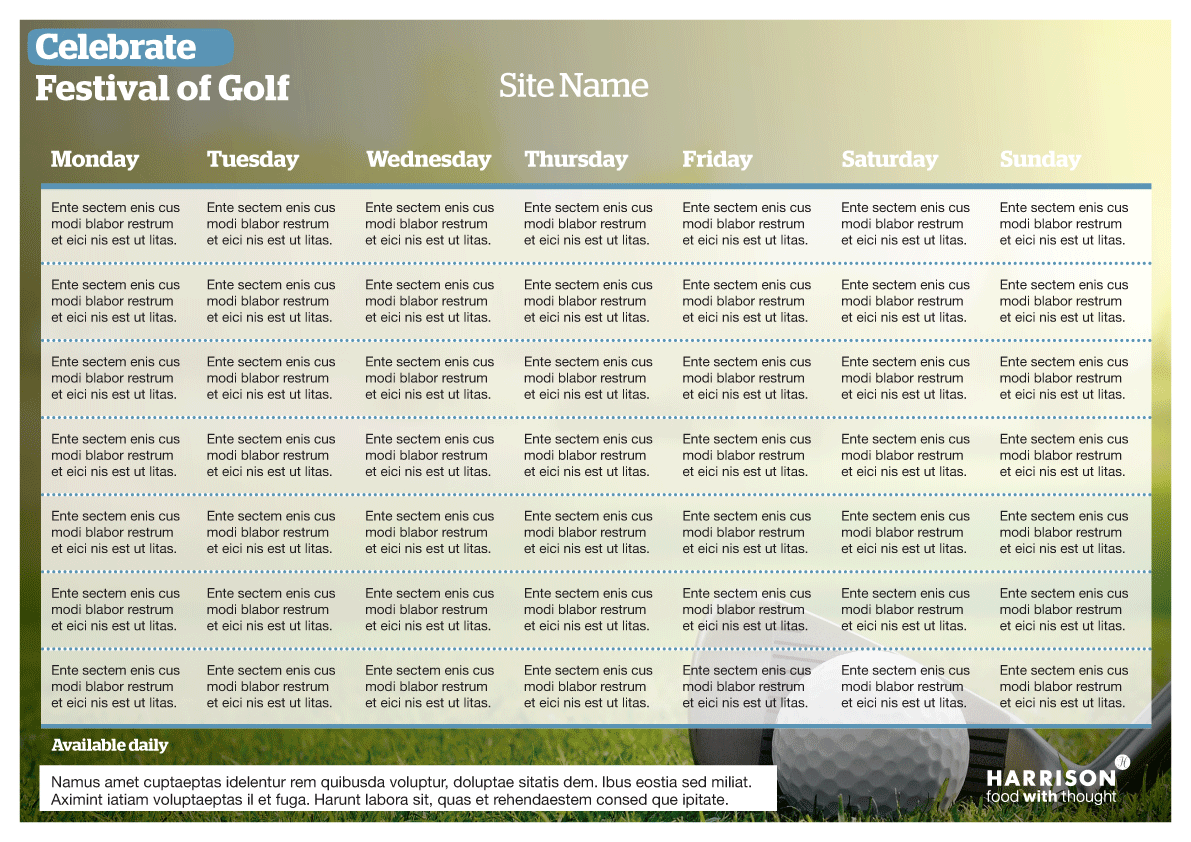 Celebrate
Festival of Golf
Site Name
Monday Tuesday Wednesday Thursday Friday Saturday Sunday
Ente sectem enis cus Ente sectem enis cus Ente sectem enis cus Ente sectem enis cus Ente sectem enis cus Ente sectem enis cus Ente sectem enis cus
modi blabor restrum modi blabor restrum modi blabor restrum modi blabor restrum modi blabor restrum modi blabor restrum modi blabor restrum
et eici nis est ut litas. et eici nis est ut litas. et eici nis est ut litas. et eici nis est ut litas. et eici nis est ut litas. et eici nis est ut litas. et eici nis est ut litas.
Ente sectem enis cus Ente sectem enis cus Ente sectem enis cus Ente sectem enis cus Ente sectem enis cus Ente sectem enis cus Ente sectem enis cus
modi blabor restrum modi blabor restrum modi blabor restrum modi blabor restrum modi blabor restrum modi blabor restrum modi blabor restrum
et eici nis est ut litas. et eici nis est ut litas. et eici nis est ut litas. et eici nis est ut litas. et eici nis est ut litas. et eici nis est ut litas. et eici nis est ut litas.
Ente sectem enis cus Ente sectem enis cus Ente sectem enis cus Ente sectem enis cus Ente sectem enis cus Ente sectem enis cus Ente sectem enis cus
modi blabor restrum modi blabor restrum modi blabor restrum modi blabor restrum modi blabor restrum modi blabor restrum modi blabor restrum
et eici nis est ut litas. et eici nis est ut litas. et eici nis est ut litas. et eici nis est ut litas. et eici nis est ut litas. et eici nis est ut litas. et eici nis est ut litas.
Ente sectem enis cus Ente sectem enis cus Ente sectem enis cus Ente sectem enis cus Ente sectem enis cus Ente sectem enis cus Ente sectem enis cus
modi blabor restrum modi blabor restrum modi blabor restrum modi blabor restrum modi blabor restrum modi blabor restrum modi blabor restrum
et eici nis est ut litas. et eici nis est ut litas. et eici nis est ut litas. et eici nis est ut litas. et eici nis est ut litas. et eici nis est ut litas. et eici nis est ut litas.
Ente sectem enis cus Ente sectem enis cus Ente sectem enis cus Ente sectem enis cus Ente sectem enis cus Ente sectem enis cus Ente sectem enis cus
modi blabor restrum modi blabor restrum modi blabor restrum modi blabor restrum modi blabor restrum modi blabor restrum modi blabor restrum
et eici nis est ut litas. et eici nis est ut litas. et eici nis est ut litas. et eici nis est ut litas. et eici nis est ut litas. et eici nis est ut litas. et eici nis est ut litas.
Ente sectem enis cus Ente sectem enis cus Ente sectem enis cus Ente sectem enis cus Ente sectem enis cus Ente sectem enis cus Ente sectem enis cus
modi blabor restrum modi blabor restrum modi blabor restrum modi blabor restrum modi blabor restrum modi blabor restrum modi blabor restrum
et eici nis est ut litas. et eici nis est ut litas. et eici nis est ut litas. et eici nis est ut litas. et eici nis est ut litas. et eici nis est ut litas. et eici nis est ut litas.
Ente sectem enis cus Ente sectem enis cus Ente sectem enis cus Ente sectem enis cus Ente sectem enis cus Ente sectem enis cus Ente sectem enis cus
modi blabor restrum modi blabor restrum modi blabor restrum modi blabor restrum modi blabor restrum modi blabor restrum modi blabor restrum
et eici nis est ut litas. et eici nis est ut litas. et eici nis est ut litas. et eici nis est ut litas. et eici nis est ut litas. et eici nis est ut litas. et eici nis est ut litas.
Available daily
Namus amet cuptaeptas idelentur rem quibusda voluptur, doluptae sitatis dem. Ibus eostia sed miliat.
Aximint iatiam voluptaeptas il et fuga. Harunt labora sit, quas et rehendaestem consed que ipitate.
H
HARRISON
food with thought